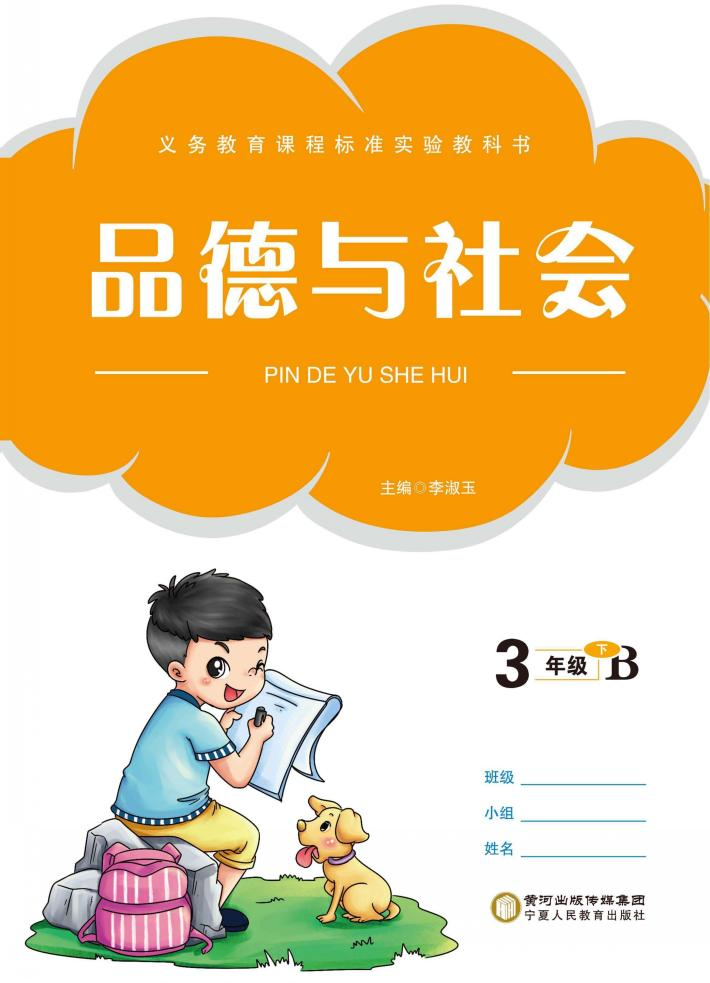 义务教育课程标准实验教科书
品德与社会
PIN DE YU SHE HUI
主编◎李淑玉
3年级 下 B
班级
小组
姓名
黄河出版传媒集团
宁夏人民教育出版社